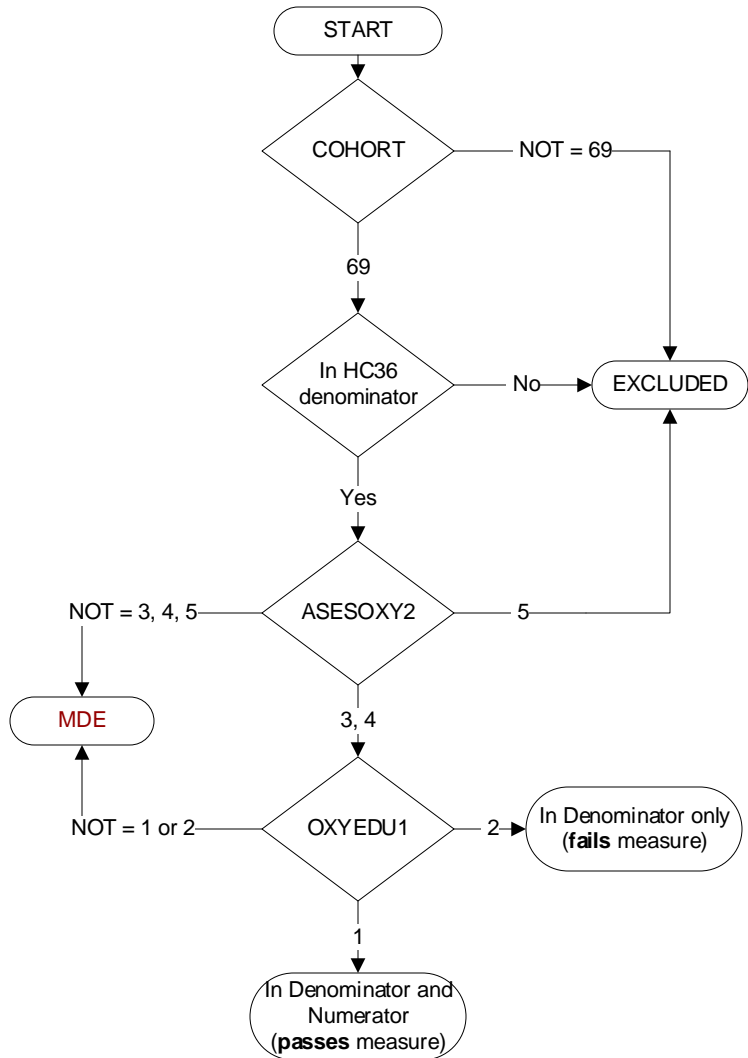 START
COHORT
NOT = 69
69
In HC36
denominator
No
EXCLUDED
Yes
NOT = 3, 4, 5
ASESOXY2
5
MDE
3, 4
NOT = 1 or 2
OXYEDU1
2
In Denominator only
(fails measure)
1
In Denominator and
Numerator
(passes measure)